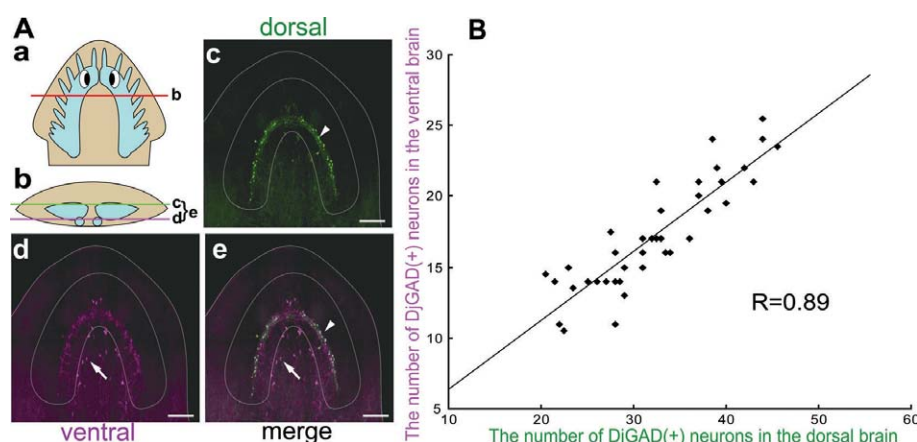 A
a
b
b
c
d
e
dorsal
c
d
ventral
e
merge
B
The number of DjGAD(+) neurons in the ventral brain
30
25
20
15
10
5
R=0.89
10 20 30 40 50 60
The number of DjGAD(+) neurons in the dorsal brain